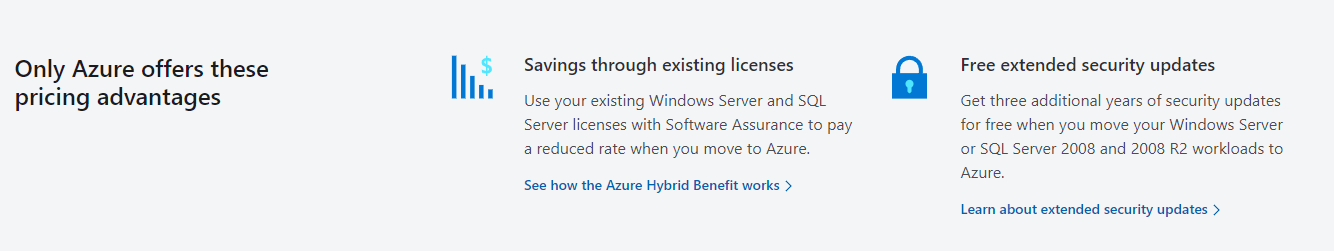 Only Azure offers these
pricing advantages
$
Savings through existing licenses
Use your existing Windows Server and SQL
Server licenses with Software Assurance to pay
a reduced rate when you move to Azure.
See how the Azure Hybrid Benefit works >
Free extended security updates
Get three additional years of security updates
for free when you move your Windows Server
or SQL Server 2008 and 2008 R2 workloads to
Azure.
Learn about extended security updates >